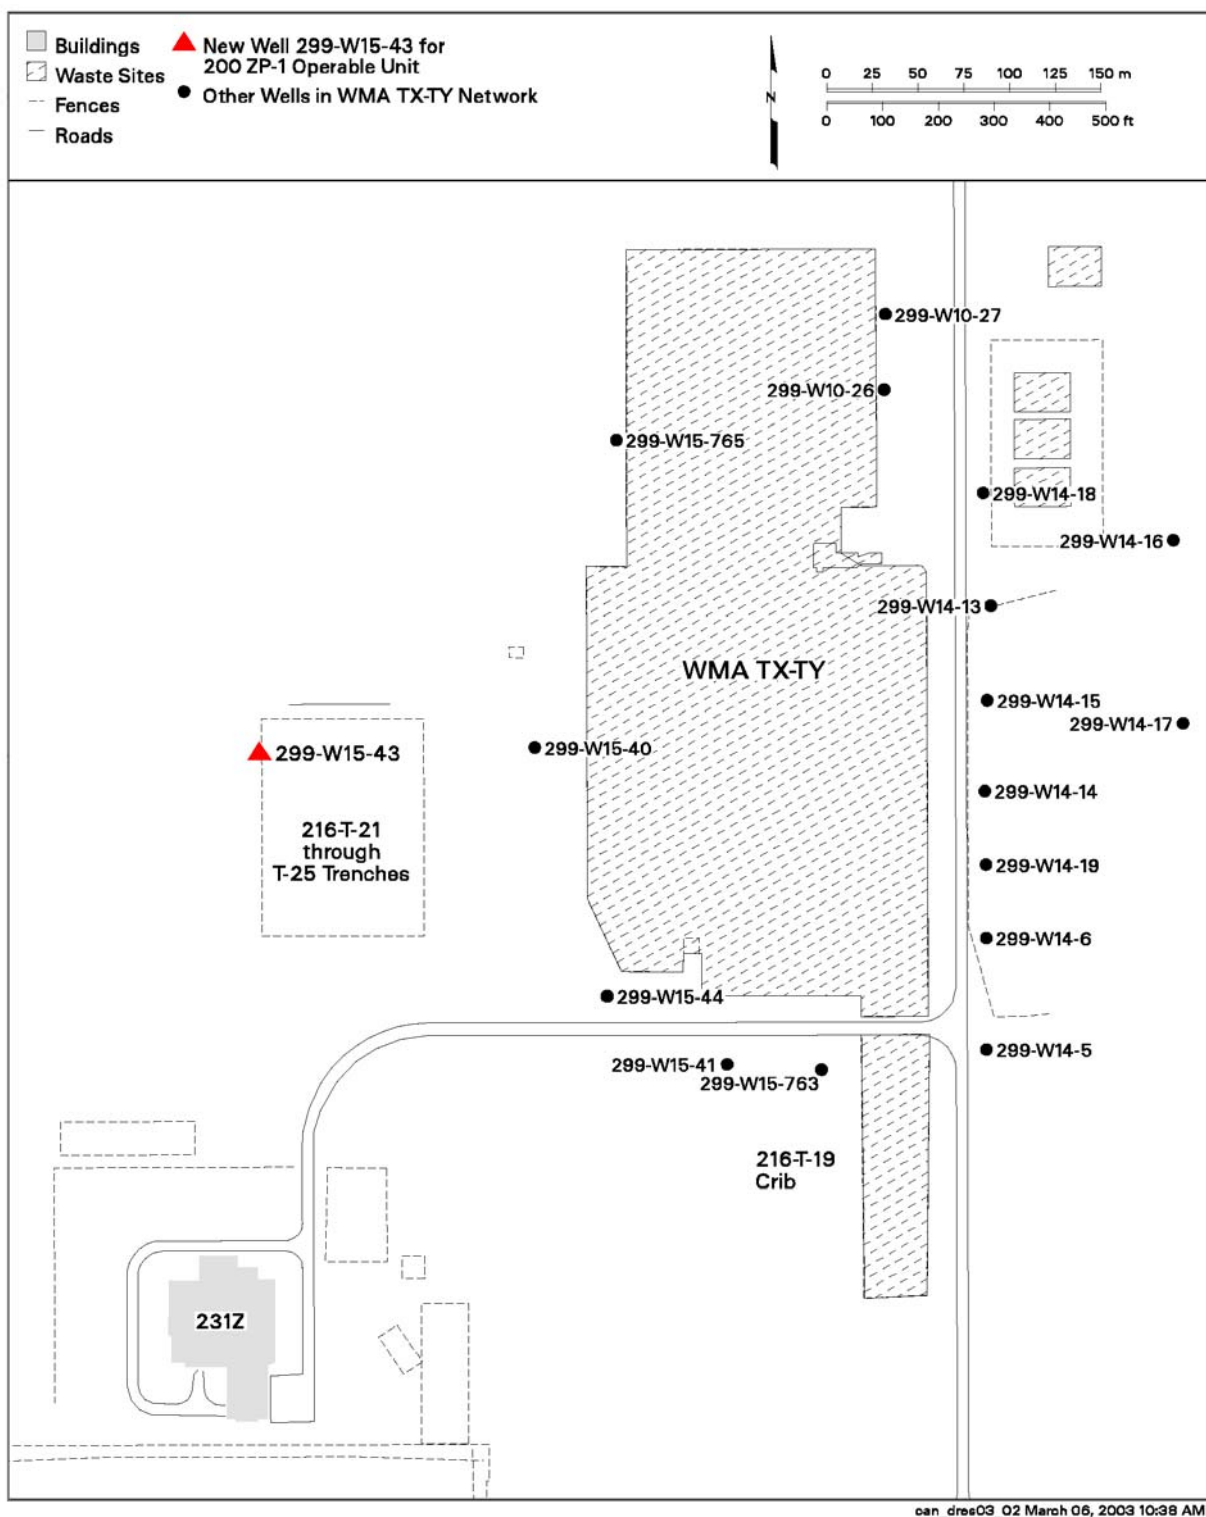 Buildings
Waste Sites
Fences
Roads
New Well 299-W15-43 for
200 ZP-1 Operable Unit
Other Wells in WMA TX-TY Network
N
0 25 50 75 100 125 150 m
0 100 200 300 400 500 ft
299-W10-27
299-W10-26
299-W15-765
299-W14-18
299-W14-16
299-W14-13
WMA TX-TY
299-W14-15
299-W14-17
299-W15-40
299-W15-43
299-W14-14
216-T-21
through
T-25 Trenches
299-W14-19
299-W14-6
299-W15-44
299-W14-5
299-W15-41
299-W15-763
216-T-19
Crib
231Z
can_dres03_02 March 06, 2003 10:38 AM